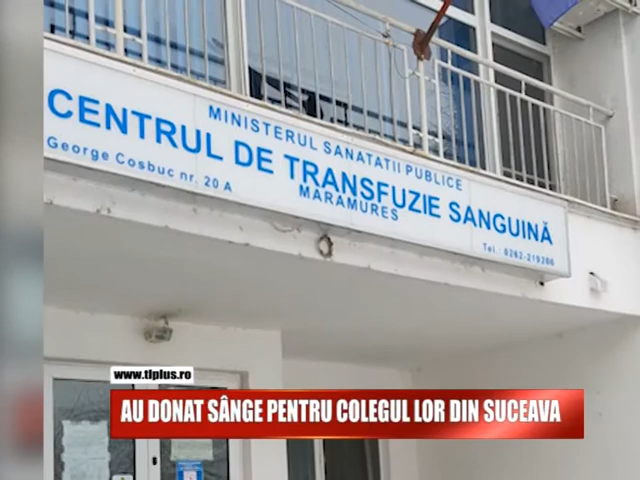 MINISTERUL SANATATII PUBLICE
CENTRUL DE TRANSFUZIE SANGUINĂ
George Cosbuc nr. 20 A
MARAMURES
Tel.: 0262-219286
www.tlplus.ro
AU DONAT SÂNGE PENTRU COLEGUL LOR DIN SUCEAVA